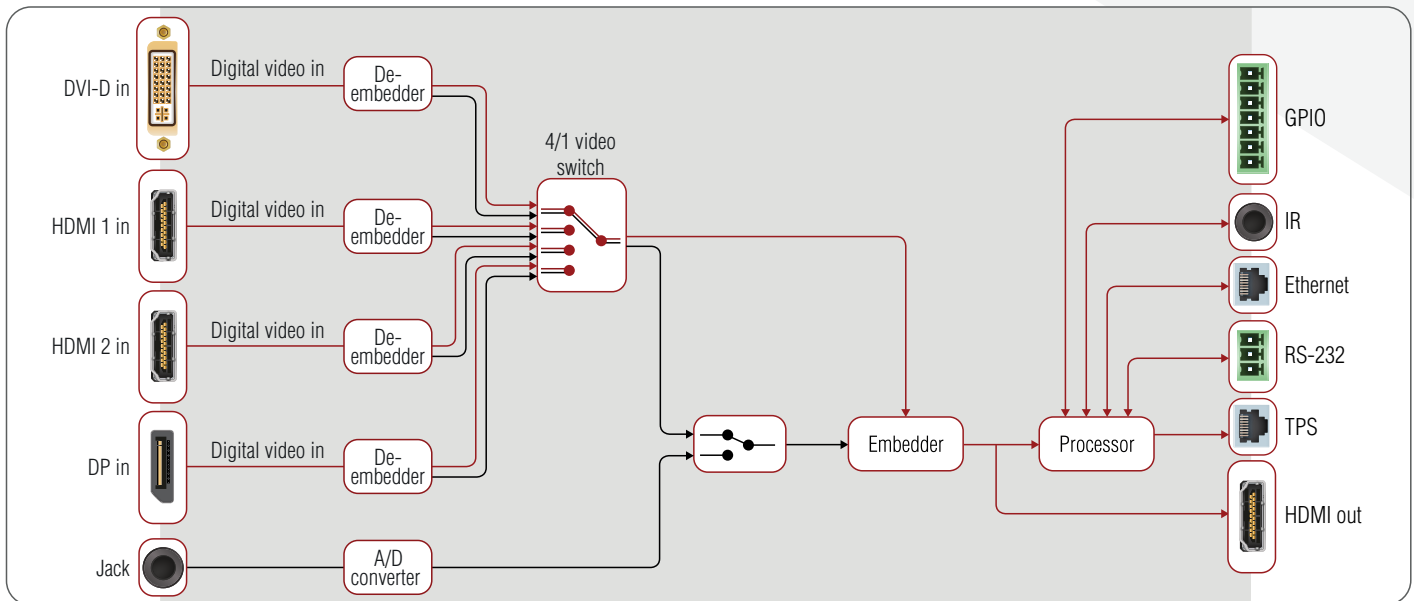 DVI-D in
Digital video in
De-
embedder
4/1 video
switch
HDMI 1 in
Digital video in
De-
embedder
HDMI 2 in
Digital video in
De-
embedder
DP in
Digital video in
De-
embedder
Jack
A/D
converter
Embedder
Processor
GPIO
IR
Ethernet
RS-232
TPS
HDMI out